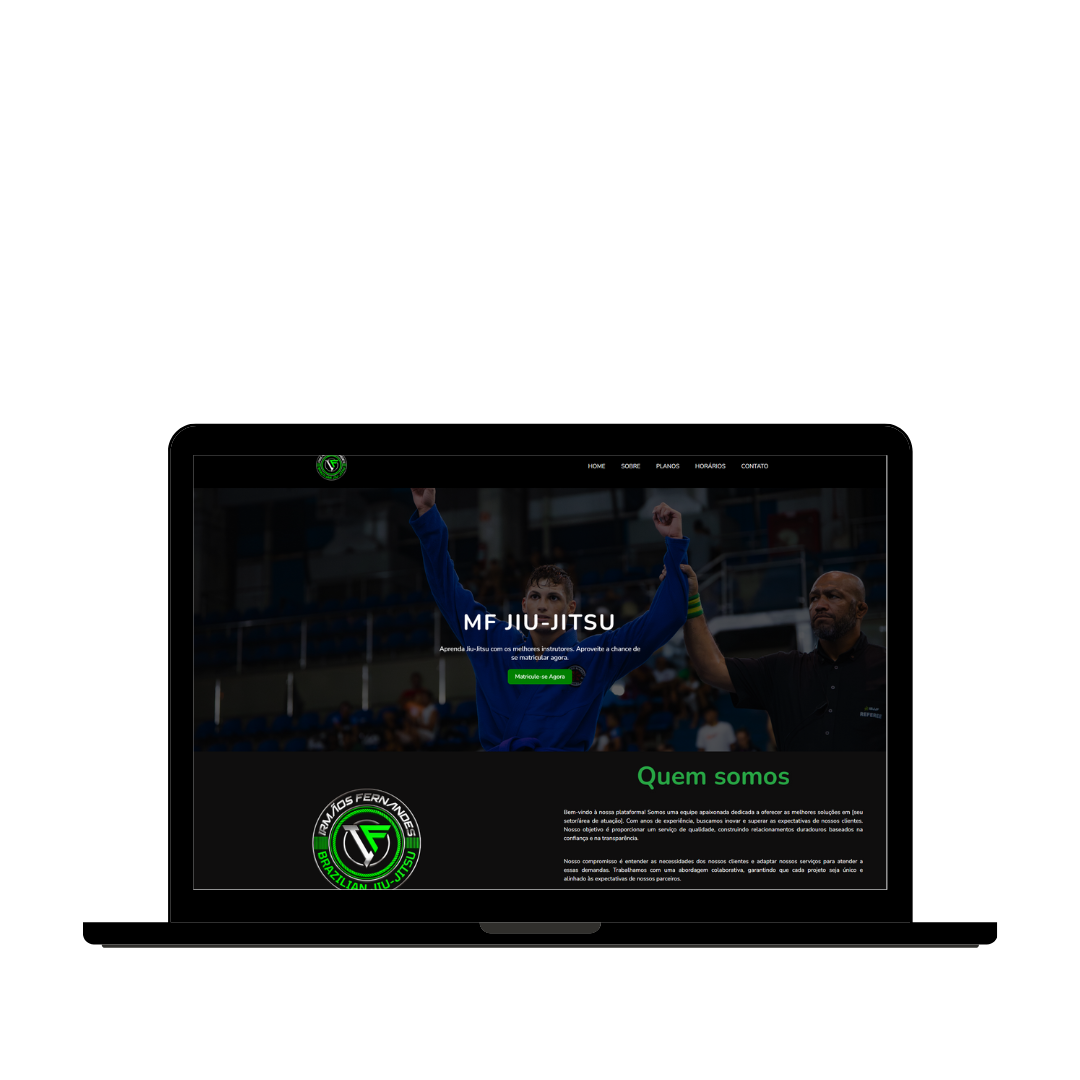 HOME SOBRE PLANOS HORÁRIOS CONTATO
MF JIU-JITSU
Aprenda Jiu-Jitsu com os melhores instrutores. Aproveite a chance de
se matricular agora.
Matricule-se Agora
Quem somos
IRMÃOS FERNANDES
BRAZILIAN JIU-JITSU
Bem-vindo à nossa plataforma! Somos uma equipe apaixonada dedicada a oferecer as melhores soluções em [seu
setor/área de atuação]. Com anos de experiência, buscamos inovar e superar as expectativas de nossos clientes.
Nosso objetivo é proporcionar um serviço de qualidade, construindo relacionamentos duradouros baseados na
confiança e na transparência.
Nosso compromisso é entender as necessidades dos nossos clientes e adaptar nossos serviços para atender a
essas demandas. Trabalhamos com uma abordagem colaborativa, garantindo que cada projeto seja único e
alinhado às expectativas de nossos parceiros.